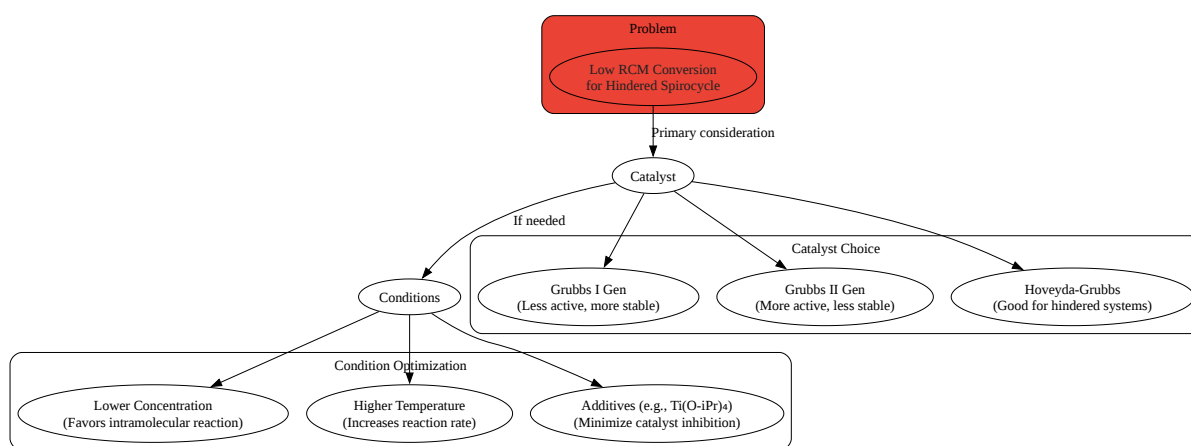 Problem
Low RCM Conversion
for Hindered Spirocycle
Primary consideration
Catalyst
If needed
Catalyst Choice
Grubbs I Gen
(Less active, more stable)
Grubbs II Gen
(More active, less stable)
Hoveyda-Grubbs
(Good for hindered systems)
Conditions
Condition Optimization
Lower Concentration
(Favors intramolecular reaction)
Higher Temperature
(Increases reaction rate)
Additives (e.g., Ti(O-iPr)₄)
(Minimize catalyst inhibition)